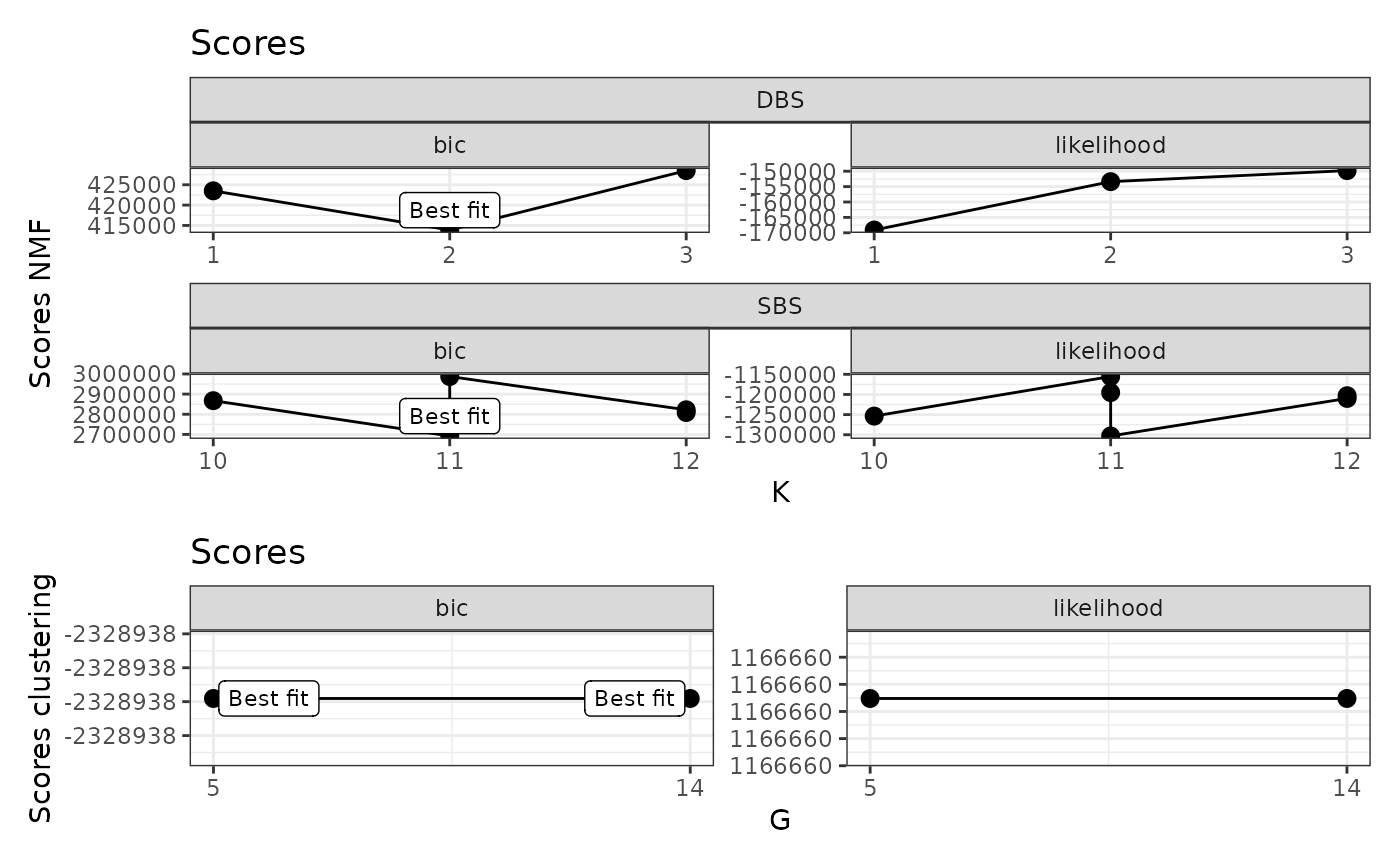 Scores
DBS
bic likelihood
425000
420000
415000
Best fit
-150000
-155000
-160000
-165000
-170000
1 2 3 1 2 3
Scores NMF
SBS
bic likelihood
3000000
2900000
2800000
2700000
Best fit
-1150000
-1200000
-1250000
-1300000
10 11 12 10 11 12
K
Scores
bic likelihood
Scores clustering
-2328938
-2328938
-2328938
-2328938
Best fit Best fit
1166660
1166660
1166660
1166660
1166660
5 14 5 14
G